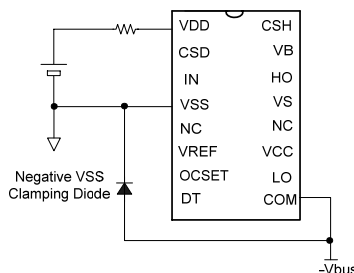 VDD CSH
CSD VB
IN HO
VSS VS
NC NC
VREF VCC
OCSET LO
DT COM
Negative VSS
Clamping Diode
-Vbus